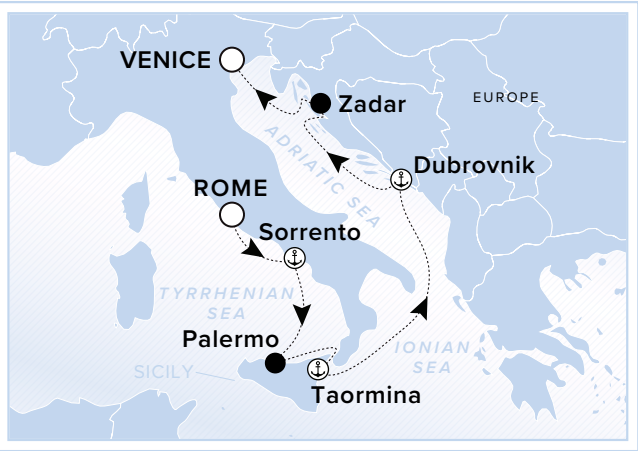 VENICE
Zadar
EUROPE
ADRIATIC SEA
Dubrovnik
ROME
Sorrento
TYRRHENIAN
SEA
Palermo
IONIAN
SEA
SICILY
Taormina